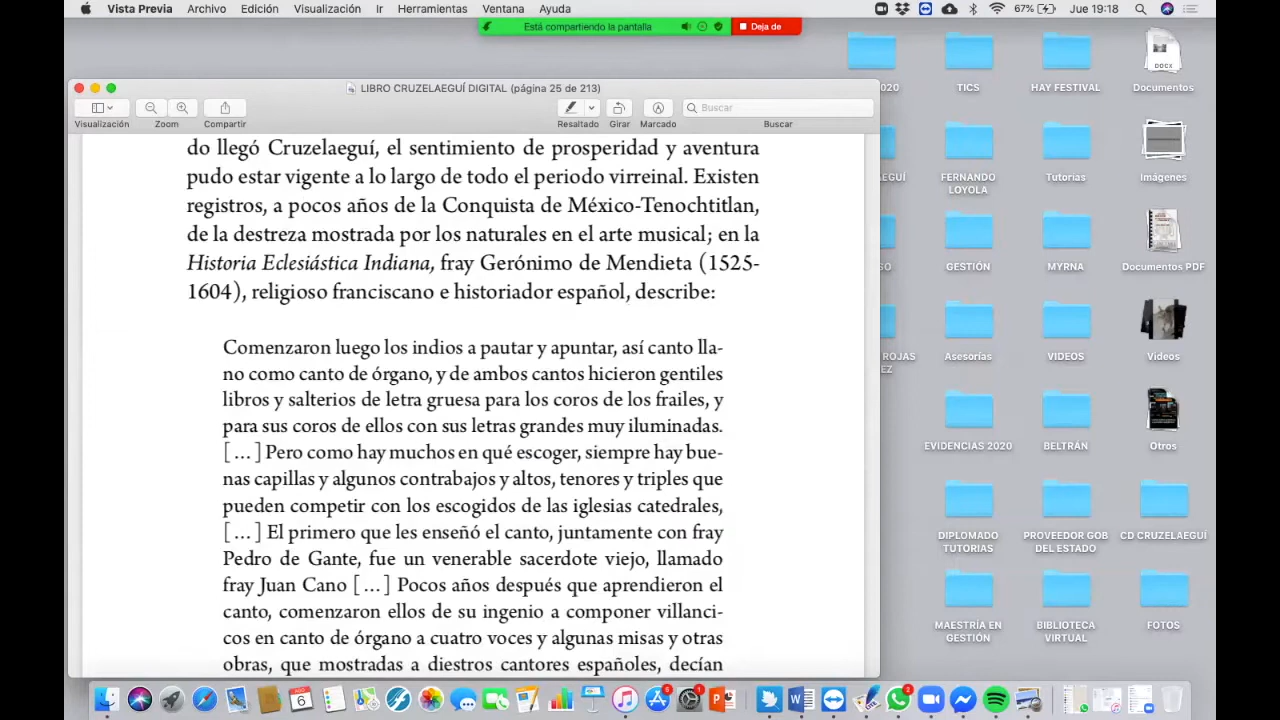 Vista Previa Archivo Edición Visualización Ir Herramientas Ventana Ayuda 67% Jue 19:18
Está compartiendo la pantalla Deja de
LIBRO CRUZELAEGUÍ DIGITAL (página 25 de 213)
Buscar
Visualización Zoom Compartir Resaltado Girar Marcado Buscar
do llegó Cruzelaeguí, el sentimiento de prosperidad y aventura
pudo estar vigente a lo largo de todo el periodo virreinal. Existen
registros, a pocos años de la Conquista de México-Tenochtitlan,
de la destreza mostrada por los naturales en el arte musical; en la
Historia Eclesiástica Indiana, fray Gerónimo de Mendieta (1525-
1604), religioso franciscano e historiador español, describe:
Comenzaron luego los indios a pautar y apuntar, así canto lla-
no como canto de órgano, y de ambos cantos hicieron gentiles
libros y salterios de letra gruesa para los coros de los frailes, y
para sus coros de ellos con sus letras grandes muy iluminadas.
[...] Pero como hay muchos en qué escoger, siempre hay bue-
nas capillas y algunos contrabajos y altos, tenores y triples que
pueden competir con los escogidos de las iglesias catedrales,
[...] El primero que les enseñó el canto, juntamente con fray
Pedro de Gante, fue un venerable sacerdote viejo, llamado
fray Juan Cano [...] Pocos años después que aprendieron el
canto, comenzaron ellos de su ingenio a componer villanci-
cos en canto de órgano a cuatro voces y algunas misas y otras
obras, que mostradas a diestros cantores españoles, decían
2020 TICS HAY FESTIVAL Documentos
DOCX
EGUÍ FERNANDO
LOYOLA Tutorías Imágenes
SO GESTIÓN MYRNA Documentos PDF
ROJAS
EZ Asesorías VIDEOS Videos
EVIDENCIAS 2020 BELTRÁN Otros
DIPLOMADO
TUTORIAS PROVEEDOR GOB
DEL ESTADO CD CRUZELAEGUÍ
MAESTRÍA EN
GESTIÓN BIBLIOTECA
VIRTUAL FOTOS
6